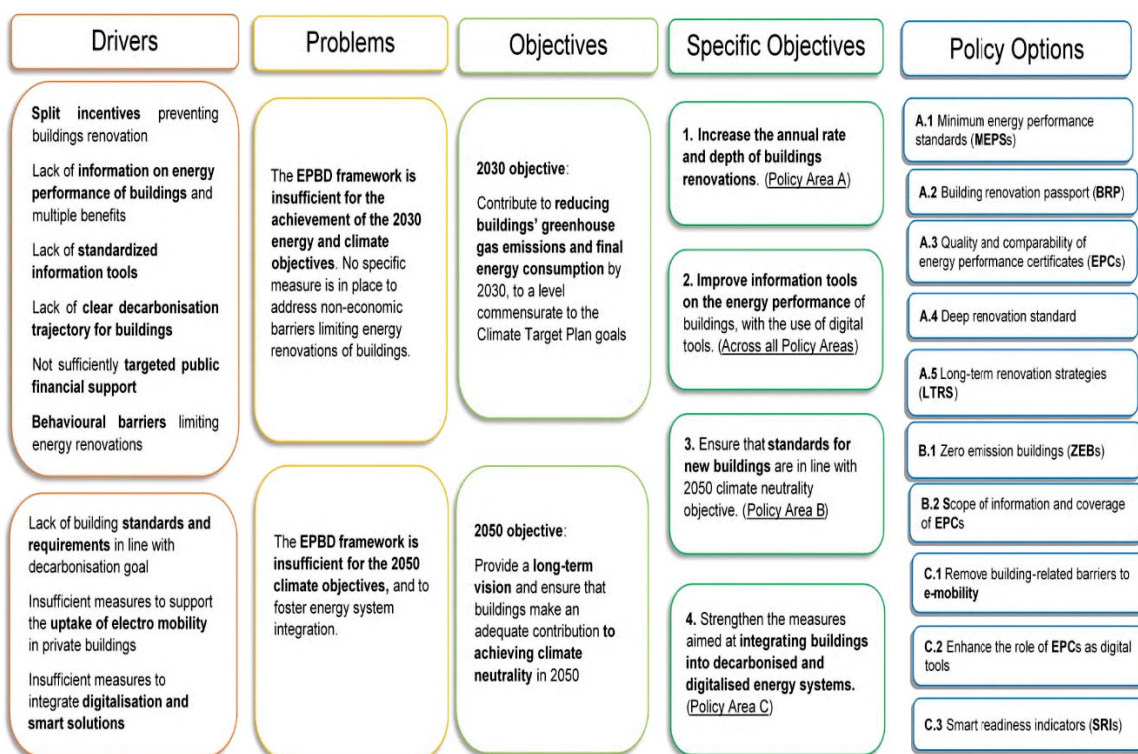 Drivers
Split incentives preventing
buildings renovation
Lack of information on energy
performance of buildings and
multiple benefits
Lack of standardized
information tools
Lack of clear decarbonisation
trajectory for buildings
Not sufficiently targeted public
financial support
Behavioural barriers limiting
energy renovations
Lack of building standards and
requirements in line with
decarbonisation goal
Insufficient measures to support
the uptake of electro mobility
in private buildings
Insufficient measures to
integrate digitalisation and
smart solutions
Problems
The EPBD framework is
insufficient for the
achievement of the 2030
energy and climate
objectives. No specific
measure is in place to
address non-economic
barriers limiting energy
renovations of buildings.
The EPBD framework is
insufficient for the 2050
climate objectives, and to
foster energy system
integration.
Objectives
2030 objective:
Contribute to reducing
buildings' greenhouse
gas emissions and final
energy consumption by
2030, to a level
commensurate to the
Climate Target Plan goals
2050 objective:
Provide a long-term
vision and ensure that
buildings make an
adequate contribution to
achieving climate
neutrality in 2050
Specific Objectives
1. Increase the annual rate
and depth of buildings
renovations. (Policy Area A)
2. Improve information tools
on the energy performance of
buildings, with the use of digital
tools. (Across all Policy Areas)
3. Ensure that standards for
new buildings are in line with
2050 climate neutrality
objective. (Policy Area B)
4. Strengthen the measures
aimed at integrating buildings
into decarbonised and
digitalised energy systems.
(Policy Area C)
Policy Options
A.1 Minimum energy performance
standards (MEPSs)
A.2 Building renovation passport (BRP)
A.3 Quality and comparability of
energy performance certificates (EPCs)
A.4 Deep renovation standard
A.5 Long-term renovation strategies
(LTRS)
B.1 Zero emission buildings (ZEBs)
B.2 Scope of information and coverage
of EPCs
C.1 Remove building-related barriers to
e-mobility
C.2 Enhance the role of EPCs as digital
tools
C.3 Smart readiness indicators (SRIs)